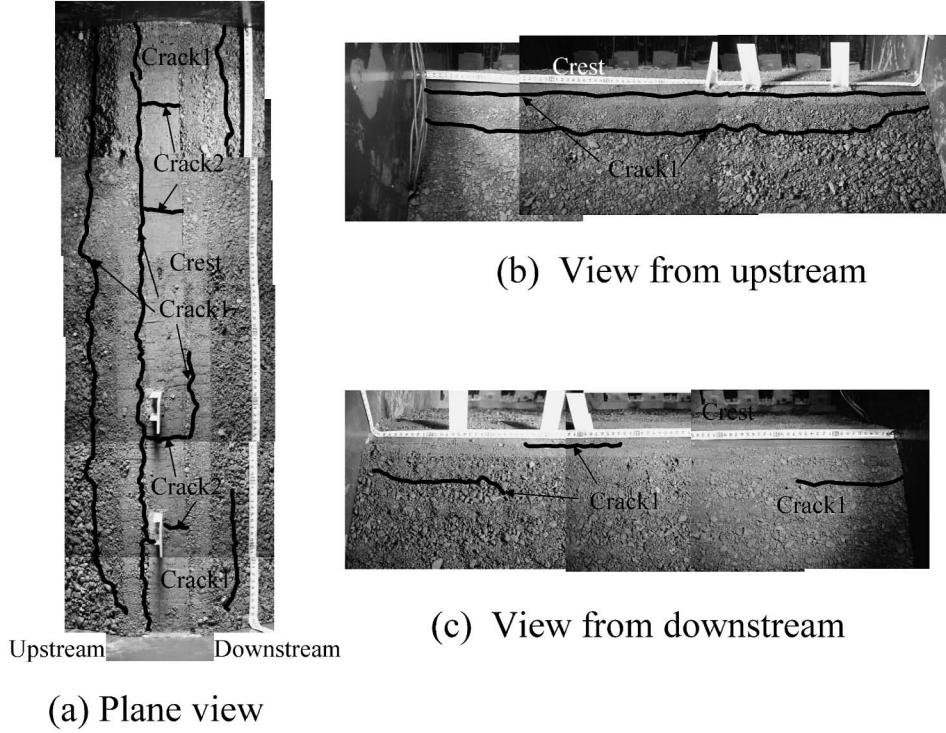 Crack1
Crack2
Crest
Crack1
Crack2
Crack1
Upstream
Downstream
(a) Plane view
Crest
Crack1
(b) View from upstream
Crest
Crack1
Crack1
(c) View from downstream